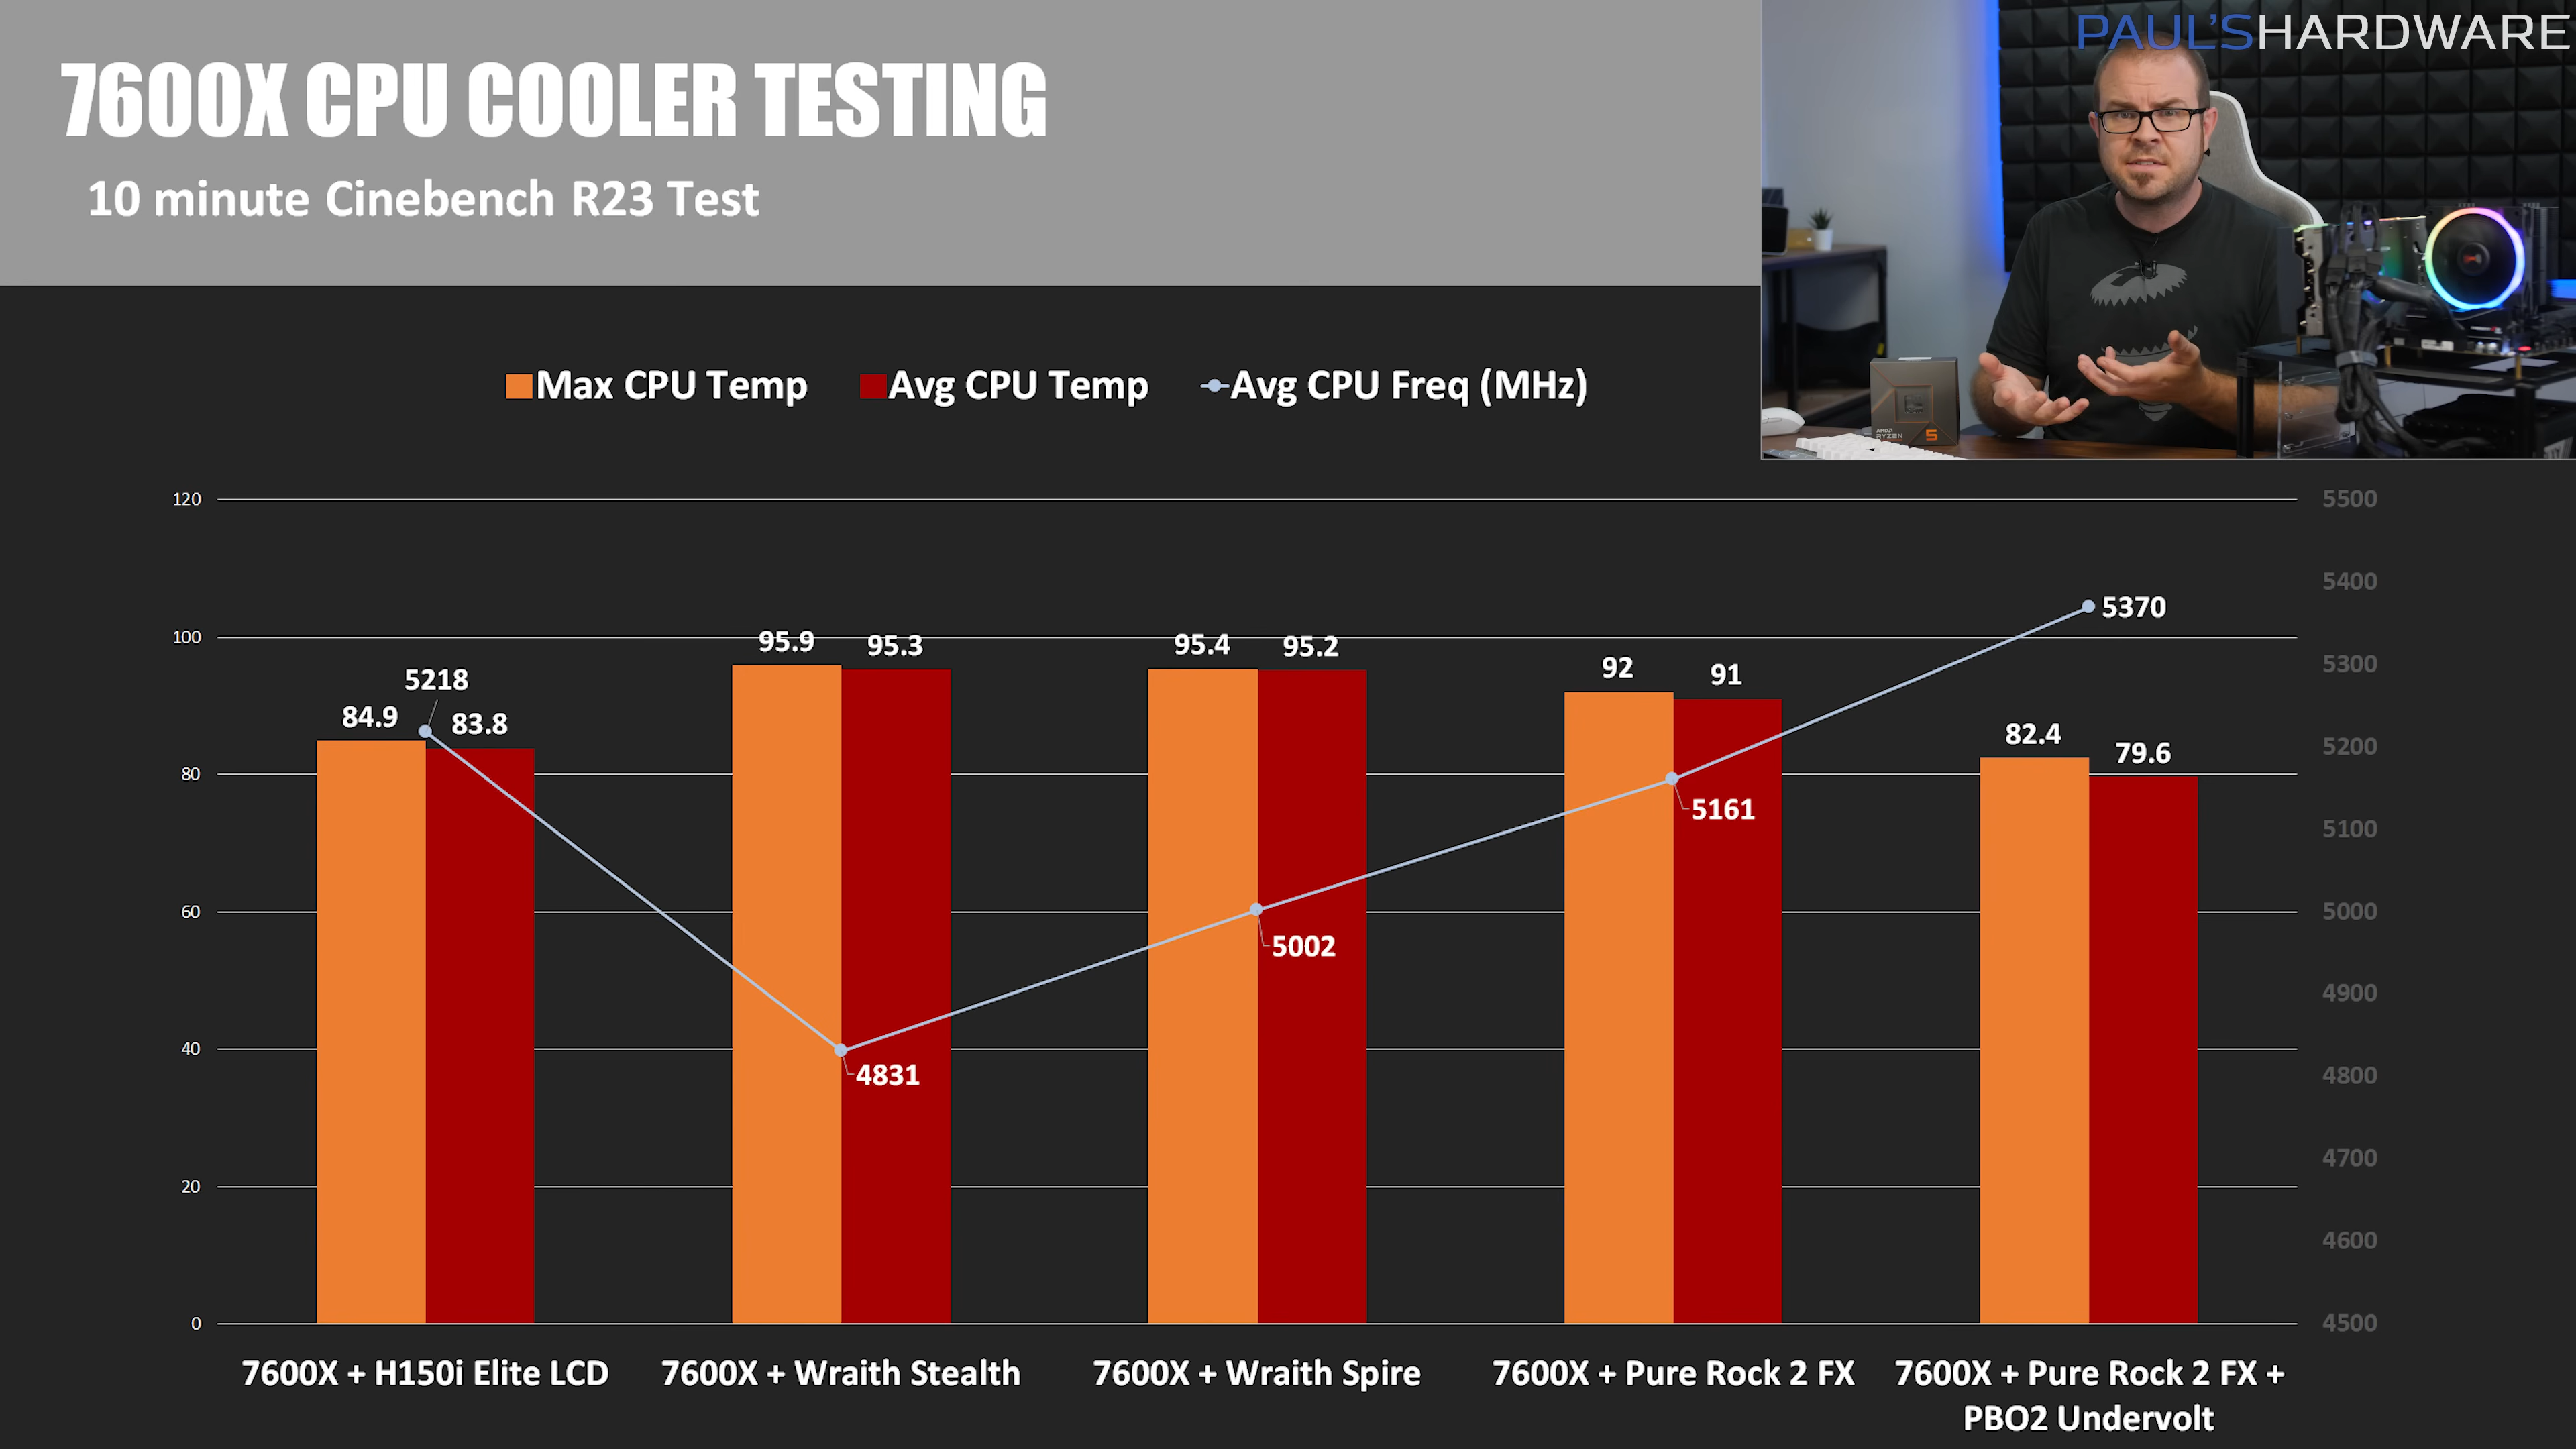 PAUL'SHARDWARE
7600X CPU COOLER TESTING
10 minute Cinebench R23 Test
AMD
RYZEN 5
Max CPU Temp Avg CPU Temp Avg CPU Freq (MHz)
120 5500
5400
5370
100 95.9 95.3 95.4 95.2
5300
92 91
5218
84.9 83.8
82.4 79.6
5200
80
5161
5100
60 5000
5002
4900
40
4831
4800
4700
20
4600
0 4500
7600X + H150i Elite LCD 7600X + Wraith Stealth 7600X + Wraith Spire 7600X + Pure Rock 2 FX 7600X + Pure Rock 2 FX +
PBO2 Undervolt